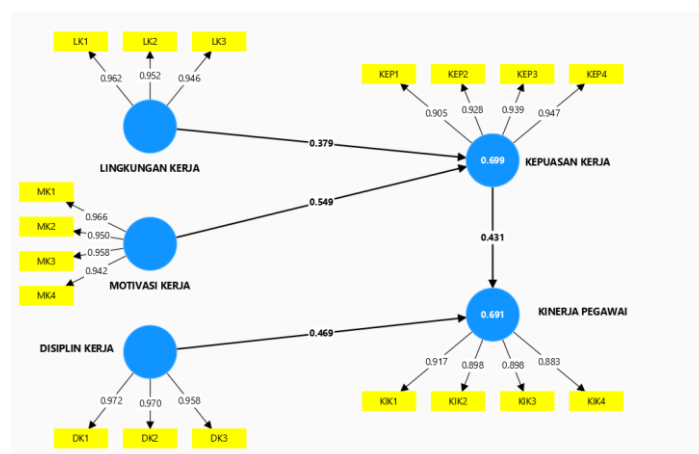 LK1 LK2 LK3
0.962 0.952 0.946
LINGKUNGAN KERJA
KEP1 KEP2 KEP3 KEP4
0.905 0.928 0.939 0.947
0.379
0.699
KEPUASAN KERJA
MK1
MK2
MK3
MK4
0.966
0.950
0.958
0.942
MOTIVASI KERJA
0.549
0.431
DISIPLIN KERJA
0.469
0.691
KINERJA PEGAWAI
0.972 0.970 0.958
DK1 DK2 DK3
0.917 0.898 0.898 0.883
KIK1 KIK2 KIK3 KIK4